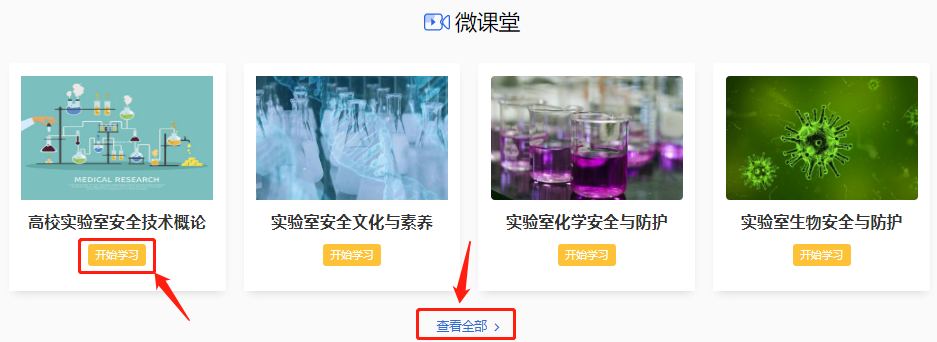 微课堂
MEDICAL RESEARCH
高校实验室安全技术概论
开始学习
实验室安全文化与素养
开始学习
实验室化学安全与防护
开始学习
实验室生物安全与防护
开始学习
查看全部 >